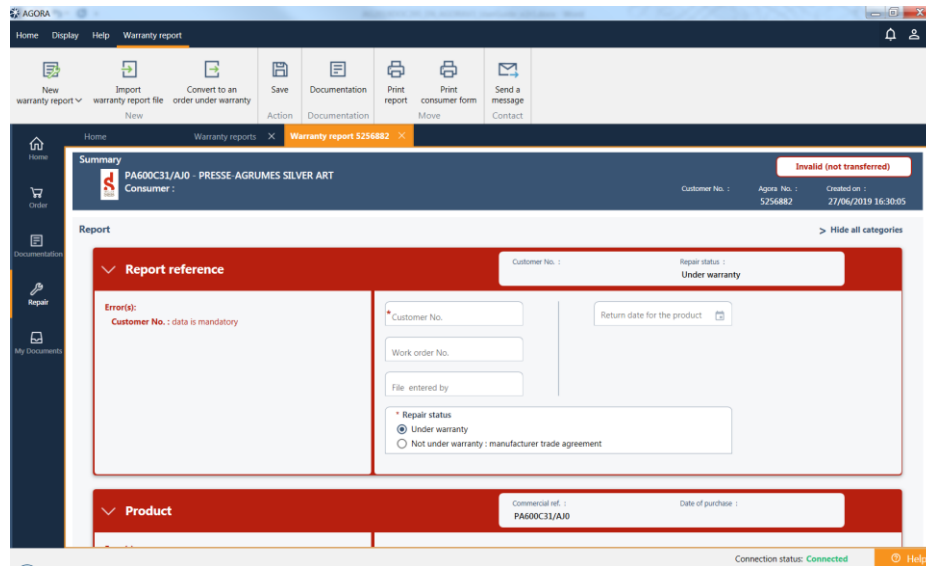 AGORA
Home Display Help Warranty report
New
warranty report
Import
warranty report file
Convert to an
order under warranty
Save
Documentation
Print
report
Print
consumer form
Send a
message
New Action Documentation Move Contact
Home Warranty reports Warranty report 5256882
Home
Order
Documentation
Repair
My Documents
Summary
PA600C31/AJ0 - PRESSE-AGRUMES SILVER ART
Consumer :
Invalid (not transferred)
Customer No. : Agora No. : Created on :
5256882 27/06/2019 16:30:05
Report
> Hide all categories
Report reference
Customer No. : Repair status :
Under warranty
Error(s):
Customer No. : data is mandatory
* Customer No.
Return date for the product
Work order No.
File entered by
* Repair status
Under warranty
Not under warranty : manufacturer trade agreement
Product
Commercial ref. : Date of purchase :
PA600C31/AJ0
Connection status: Connected
Help